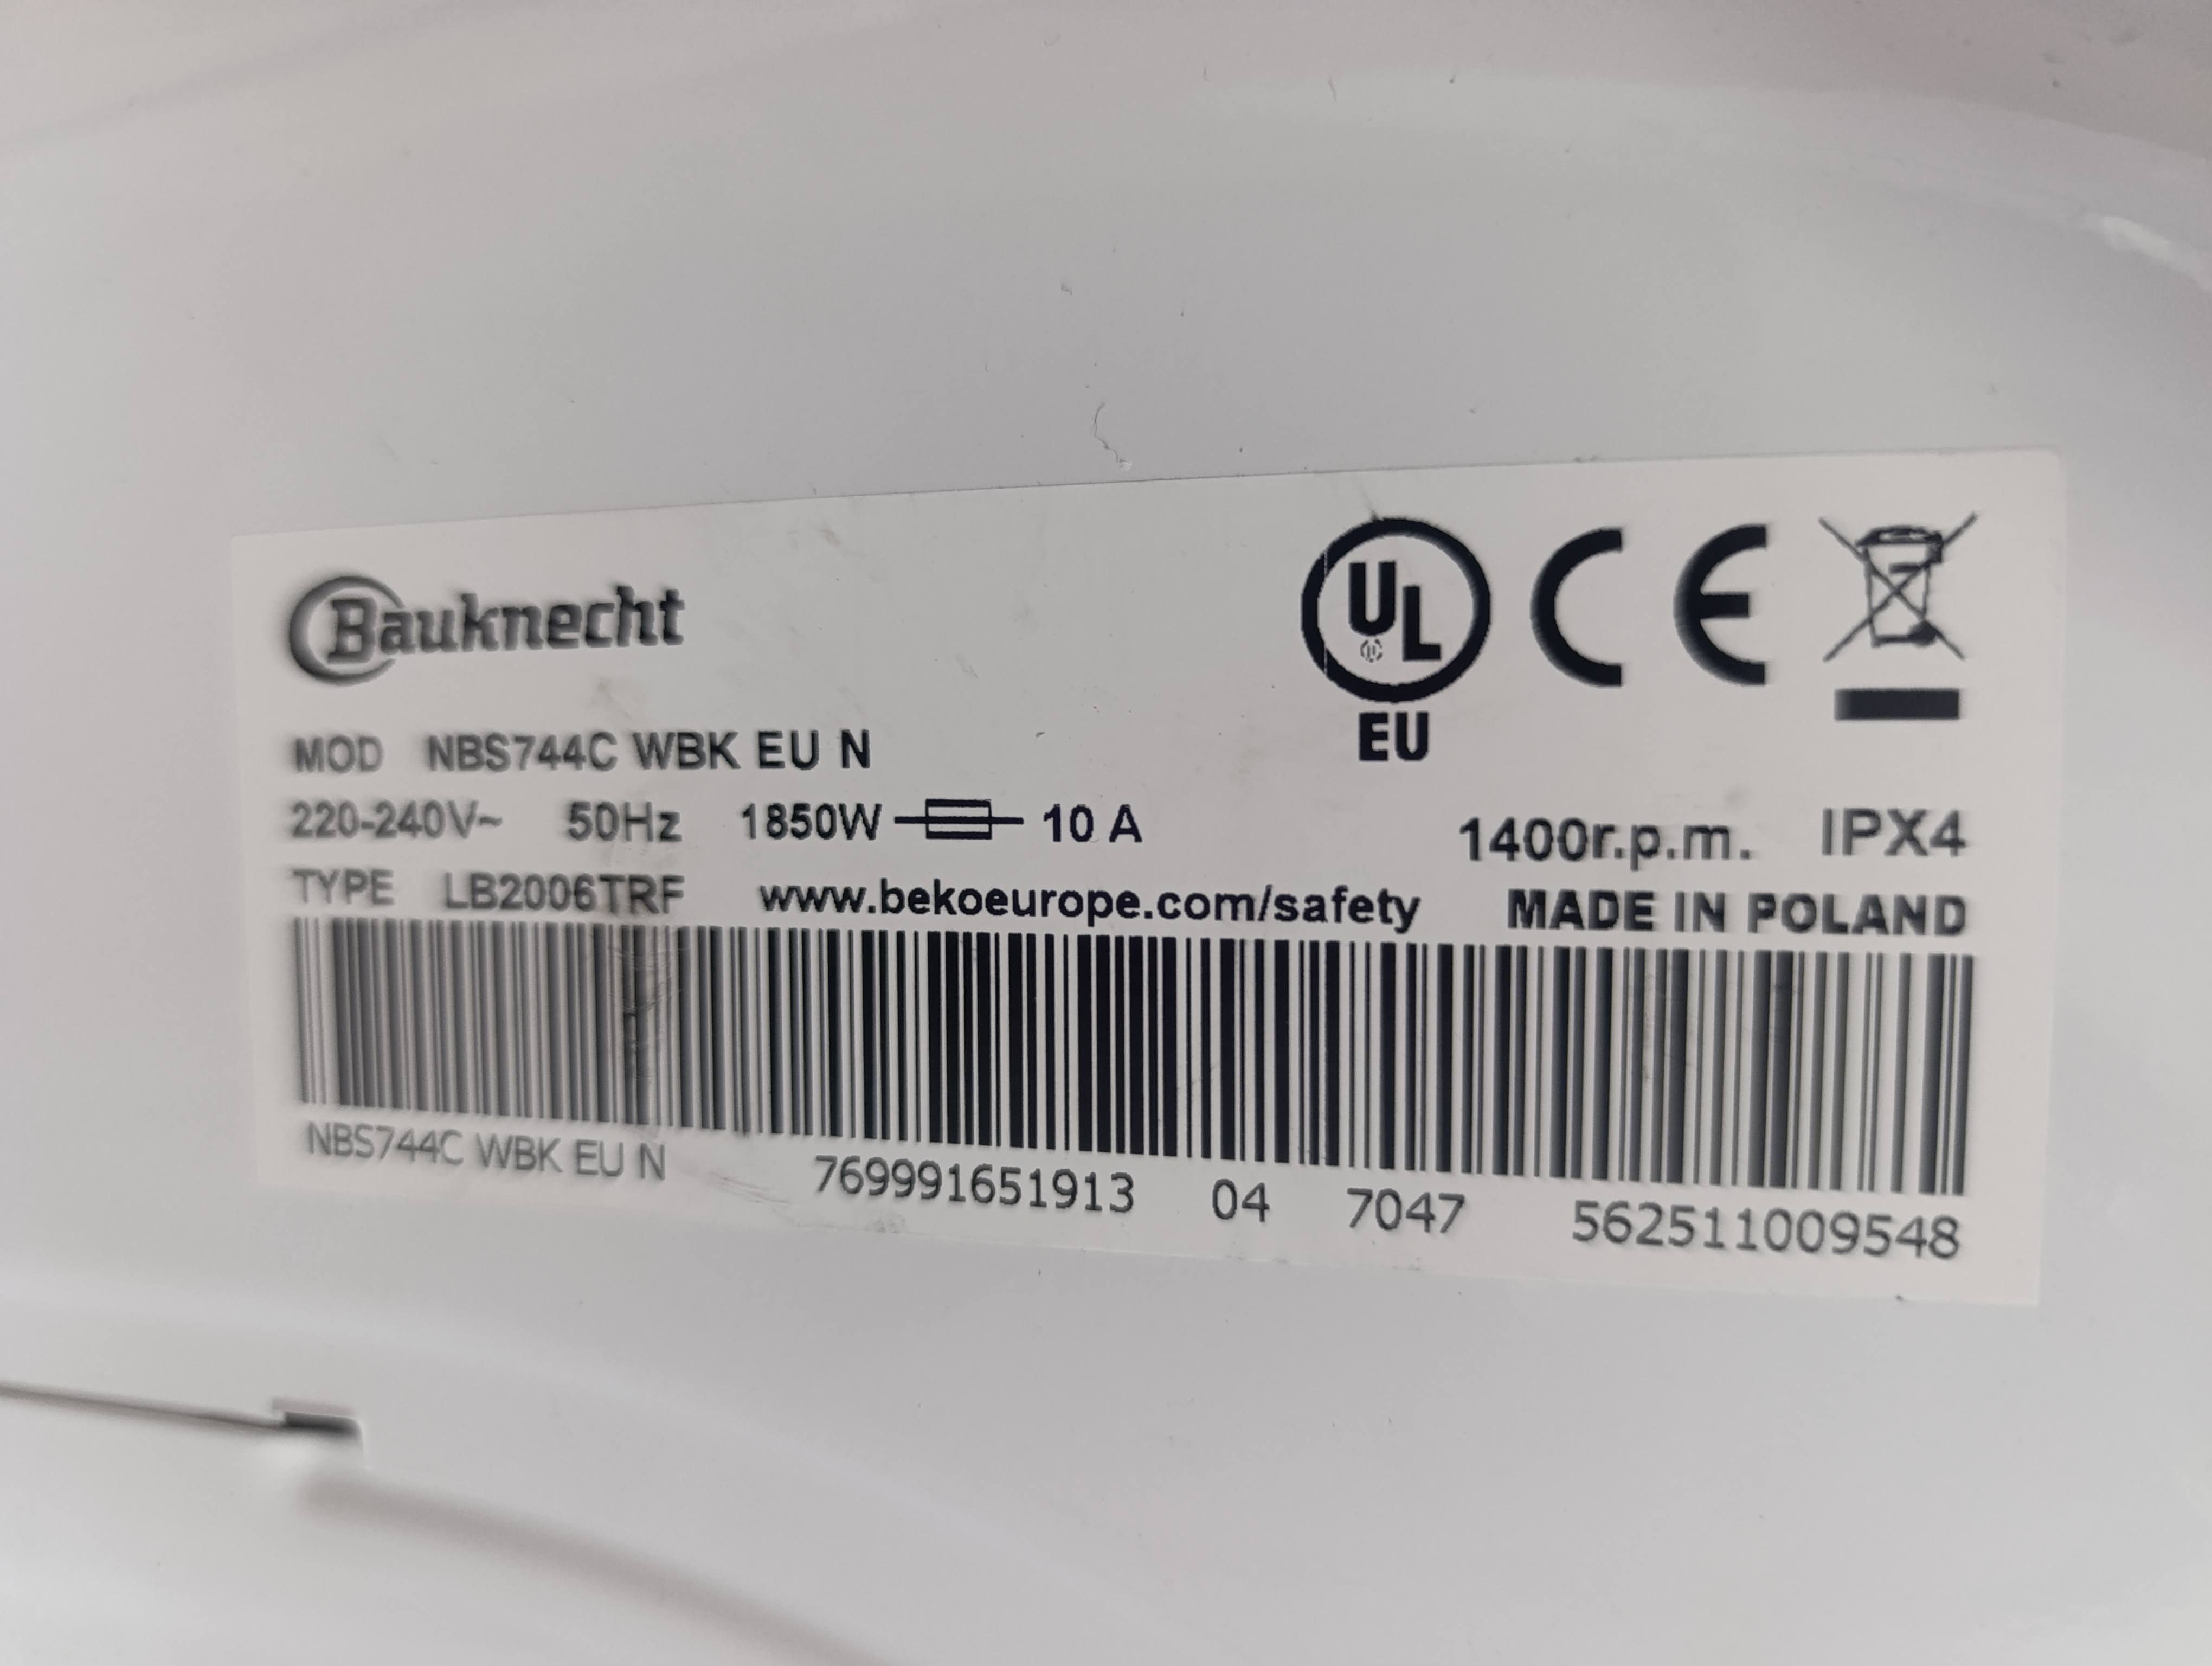 Bauknecht
UL
CE
EU
MOD NBS744C WBK EU N
220-240V~ 50Hz 1850W 10 A
1400r.p.m. IPX4
TYPE LB2006TRF www.bekoeurope.com/safety MADE IN POLAND
NBS744C WBK EU N 769991651913 04 7047 562511009548